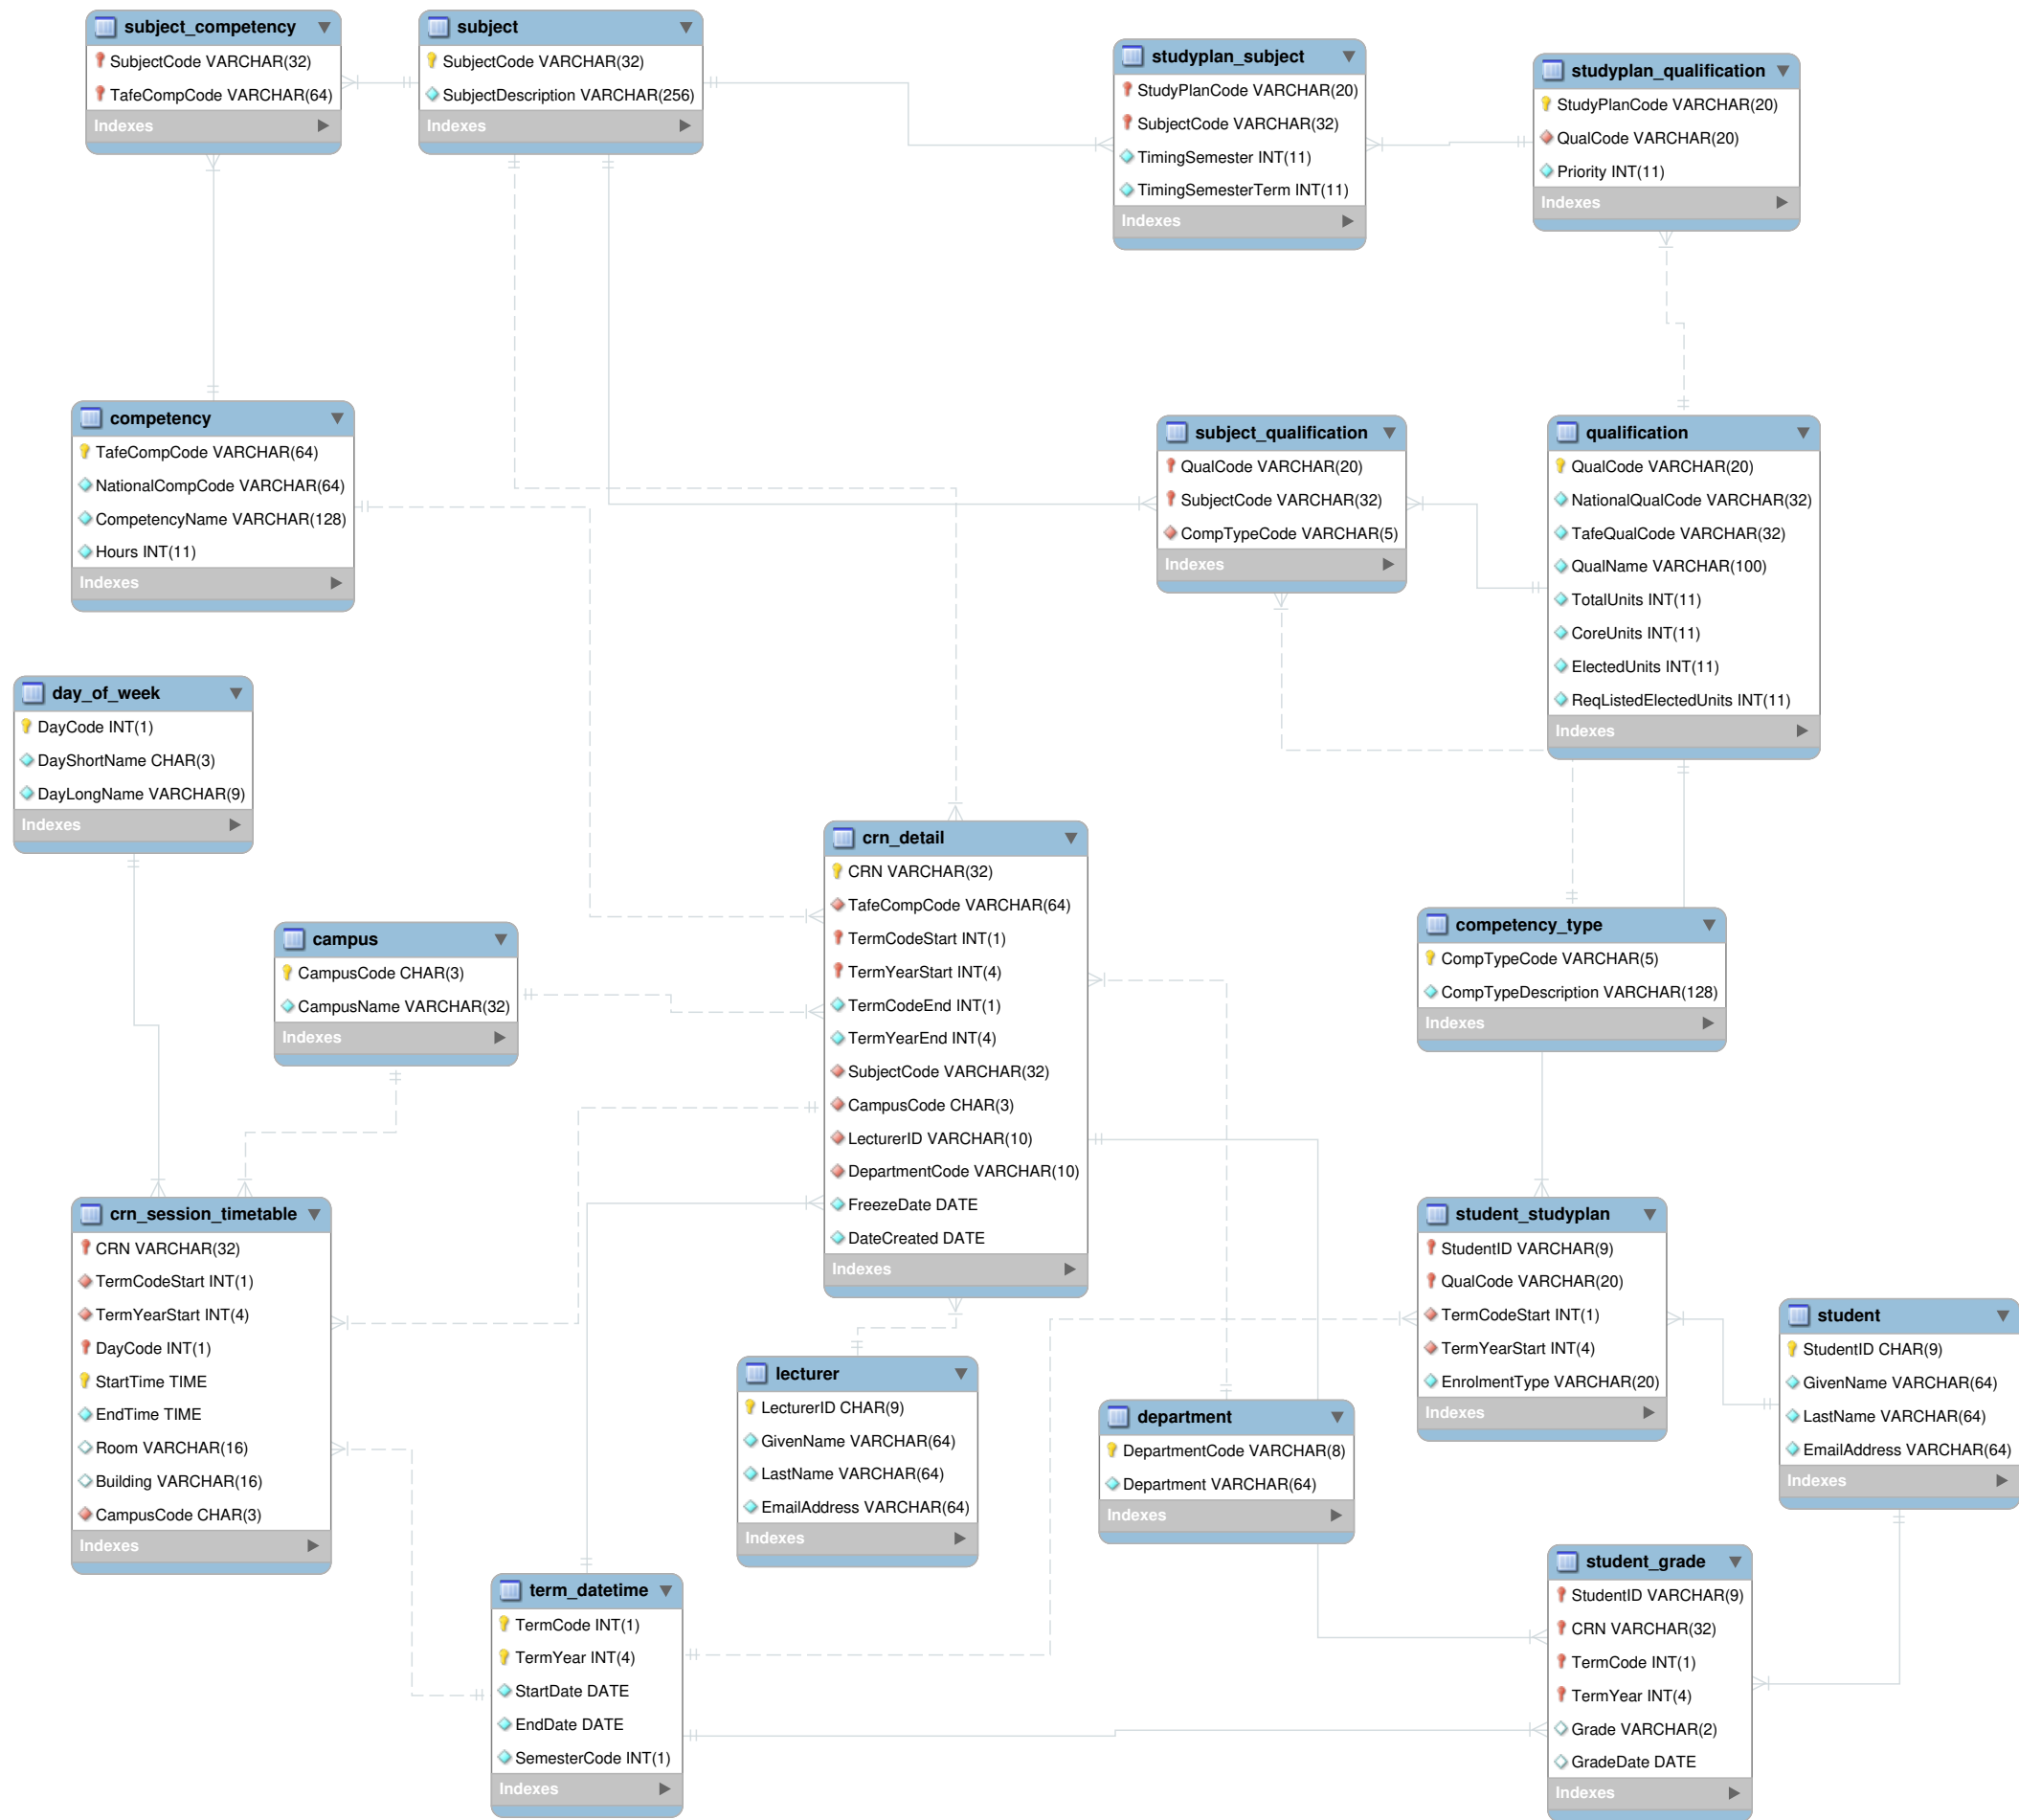 subject_competency
SubjectCode VARCHAR(32)
TafeCompCode VARCHAR(64)
Indexes
subject
SubjectCode VARCHAR(32)
SubjectDescription VARCHAR(256)
Indexes
studyplan_subject
StudyPlanCode VARCHAR(20)
SubjectCode VARCHAR(32)
TimingSemester INT(11)
TimingSemesterTerm INT(11)
Indexes
studyplan_qualification
StudyPlanCode VARCHAR(20)
QualCode VARCHAR(20)
Priority INT(11)
Indexes
competency
TafeCompCode VARCHAR(64)
NationalCompCode VARCHAR(64)
CompetencyName VARCHAR(128)
Hours INT(11)
Indexes
subject_qualification
QualCode VARCHAR(20)
SubjectCode VARCHAR(32)
CompTypeCode VARCHAR(5)
Indexes
qualification
QualCode VARCHAR(20)
NationalQualCode VARCHAR(32)
TafeQualCode VARCHAR(32)
QualName VARCHAR(100)
TotalUnits INT(11)
CoreUnits INT(11)
ElectedUnits INT(11)
ReqListedElectedUnits INT(11)
Indexes
day_of_week
DayCode INT(1)
DayShortName CHAR(3)
DayLongName VARCHAR(9)
Indexes
crn_detail
CRN VARCHAR(32)
TafeCompCode VARCHAR(64)
TermCodeStart INT(1)
TermYearStart INT(4)
TermCodeEnd INT(1)
TermYearEnd INT(4)
SubjectCode VARCHAR(32)
CampusCode CHAR(3)
LecturerID VARCHAR(10)
DepartmentCode VARCHAR(10)
FreezeDate DATE
DateCreated DATE
Indexes
campus
CampusCode CHAR(3)
CampusName VARCHAR(32)
Indexes
competency_type
CompTypeCode VARCHAR(5)
CompTypeDescription VARCHAR(128)
Indexes
crn_session_timetable
CRN VARCHAR(32)
TermCodeStart INT(1)
TermYearStart INT(4)
DayCode INT(1)
StartTime TIME
EndTime TIME
Room VARCHAR(16)
Building VARCHAR(16)
CampusCode CHAR(3)
Indexes
student_studyplan
StudentID VARCHAR(9)
QualCode VARCHAR(20)
TermCodeStart INT(1)
TermYearStart INT(4)
EnrolmentType VARCHAR(20)
Indexes
student
StudentID CHAR(9)
GivenName VARCHAR(64)
LastName VARCHAR(64)
EmailAddress VARCHAR(64)
Indexes
lecturer
LecturerID CHAR(9)
GivenName VARCHAR(64)
LastName VARCHAR(64)
EmailAddress VARCHAR(64)
Indexes
department
DepartmentCode VARCHAR(8)
Department VARCHAR(64)
Indexes
term_datetime
TermCode INT(1)
TermYear INT(4)
StartDate DATE
EndDate DATE
SemesterCode INT(1)
Indexes
student_grade
StudentID VARCHAR(9)
CRN VARCHAR(32)
TermCode INT(1)
TermYear INT(4)
Grade VARCHAR(2)
GradeDate DATE
Indexes